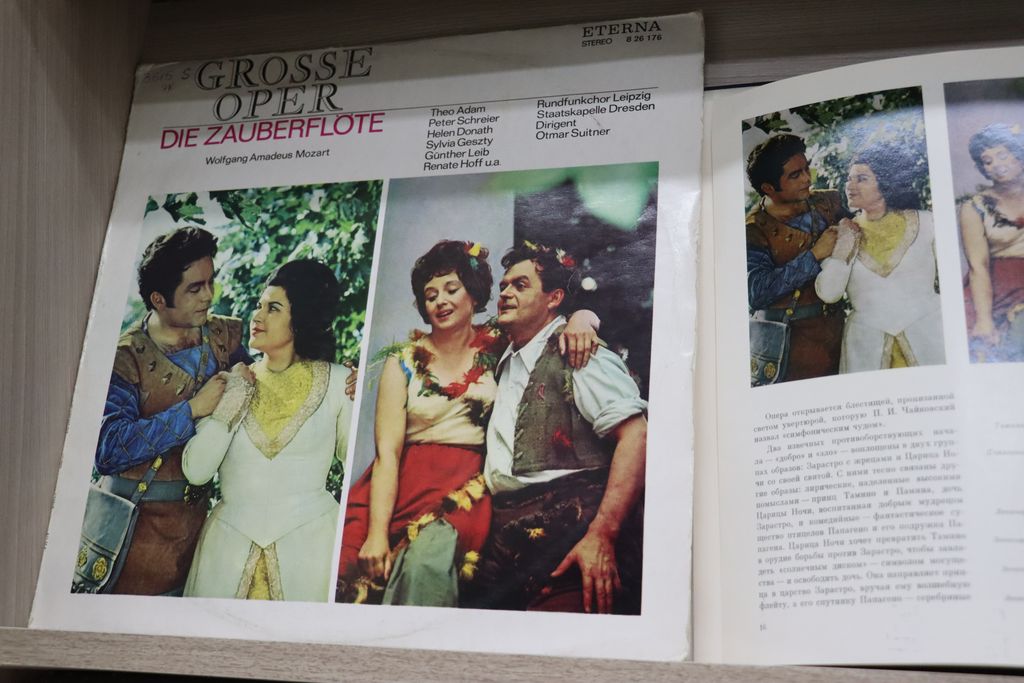 ETERNA
STEREO 8 26 176
GROSSE
OPER
DIE ZAUBERFLÖTE
Wolfgang Amadeus Mozart
Theo Adam
Peter Schreier
Helen Donath
Sylvia Geszty
Günther Leib
Renate Hoff u.a.
Rundfunkchor Leipzig
Staatskapelle Dresden
Dirigent
Otmar Suitner
Опера открывается блестящей, пронизанной
светом увертюрой, которую П. И. Чайковский
назвал «симфоническим чудом».
Два извечных противоборствующих нача-
ла — «добро» и «зло» — воплощены в двух груп-
пах образов: Зарастро с жрецами и Царица Но-
чи со своей свитой. С ними тесно связаны дру-
гие образы: лирические, наделенные высокими
помыслами — принц Тамино и Памина, дочь
Царицы Ночи, воспитанная добрым мудрецом
Зарастро, и комедийные — фантастическое су-
щество птицелов Папагено и его подружка Па-
пагена. Царица Ночи хочет превратить Тамино
в орудие борьбы против Зарастро, чтобы завла-
деть «солнечным диском» — символом могуще-
ства — и освободить дочь. Она направляет прин-
ца в царство Зарастро, вручая ему волшебную
флейту, а его спутнику Папагено — серебряные
16